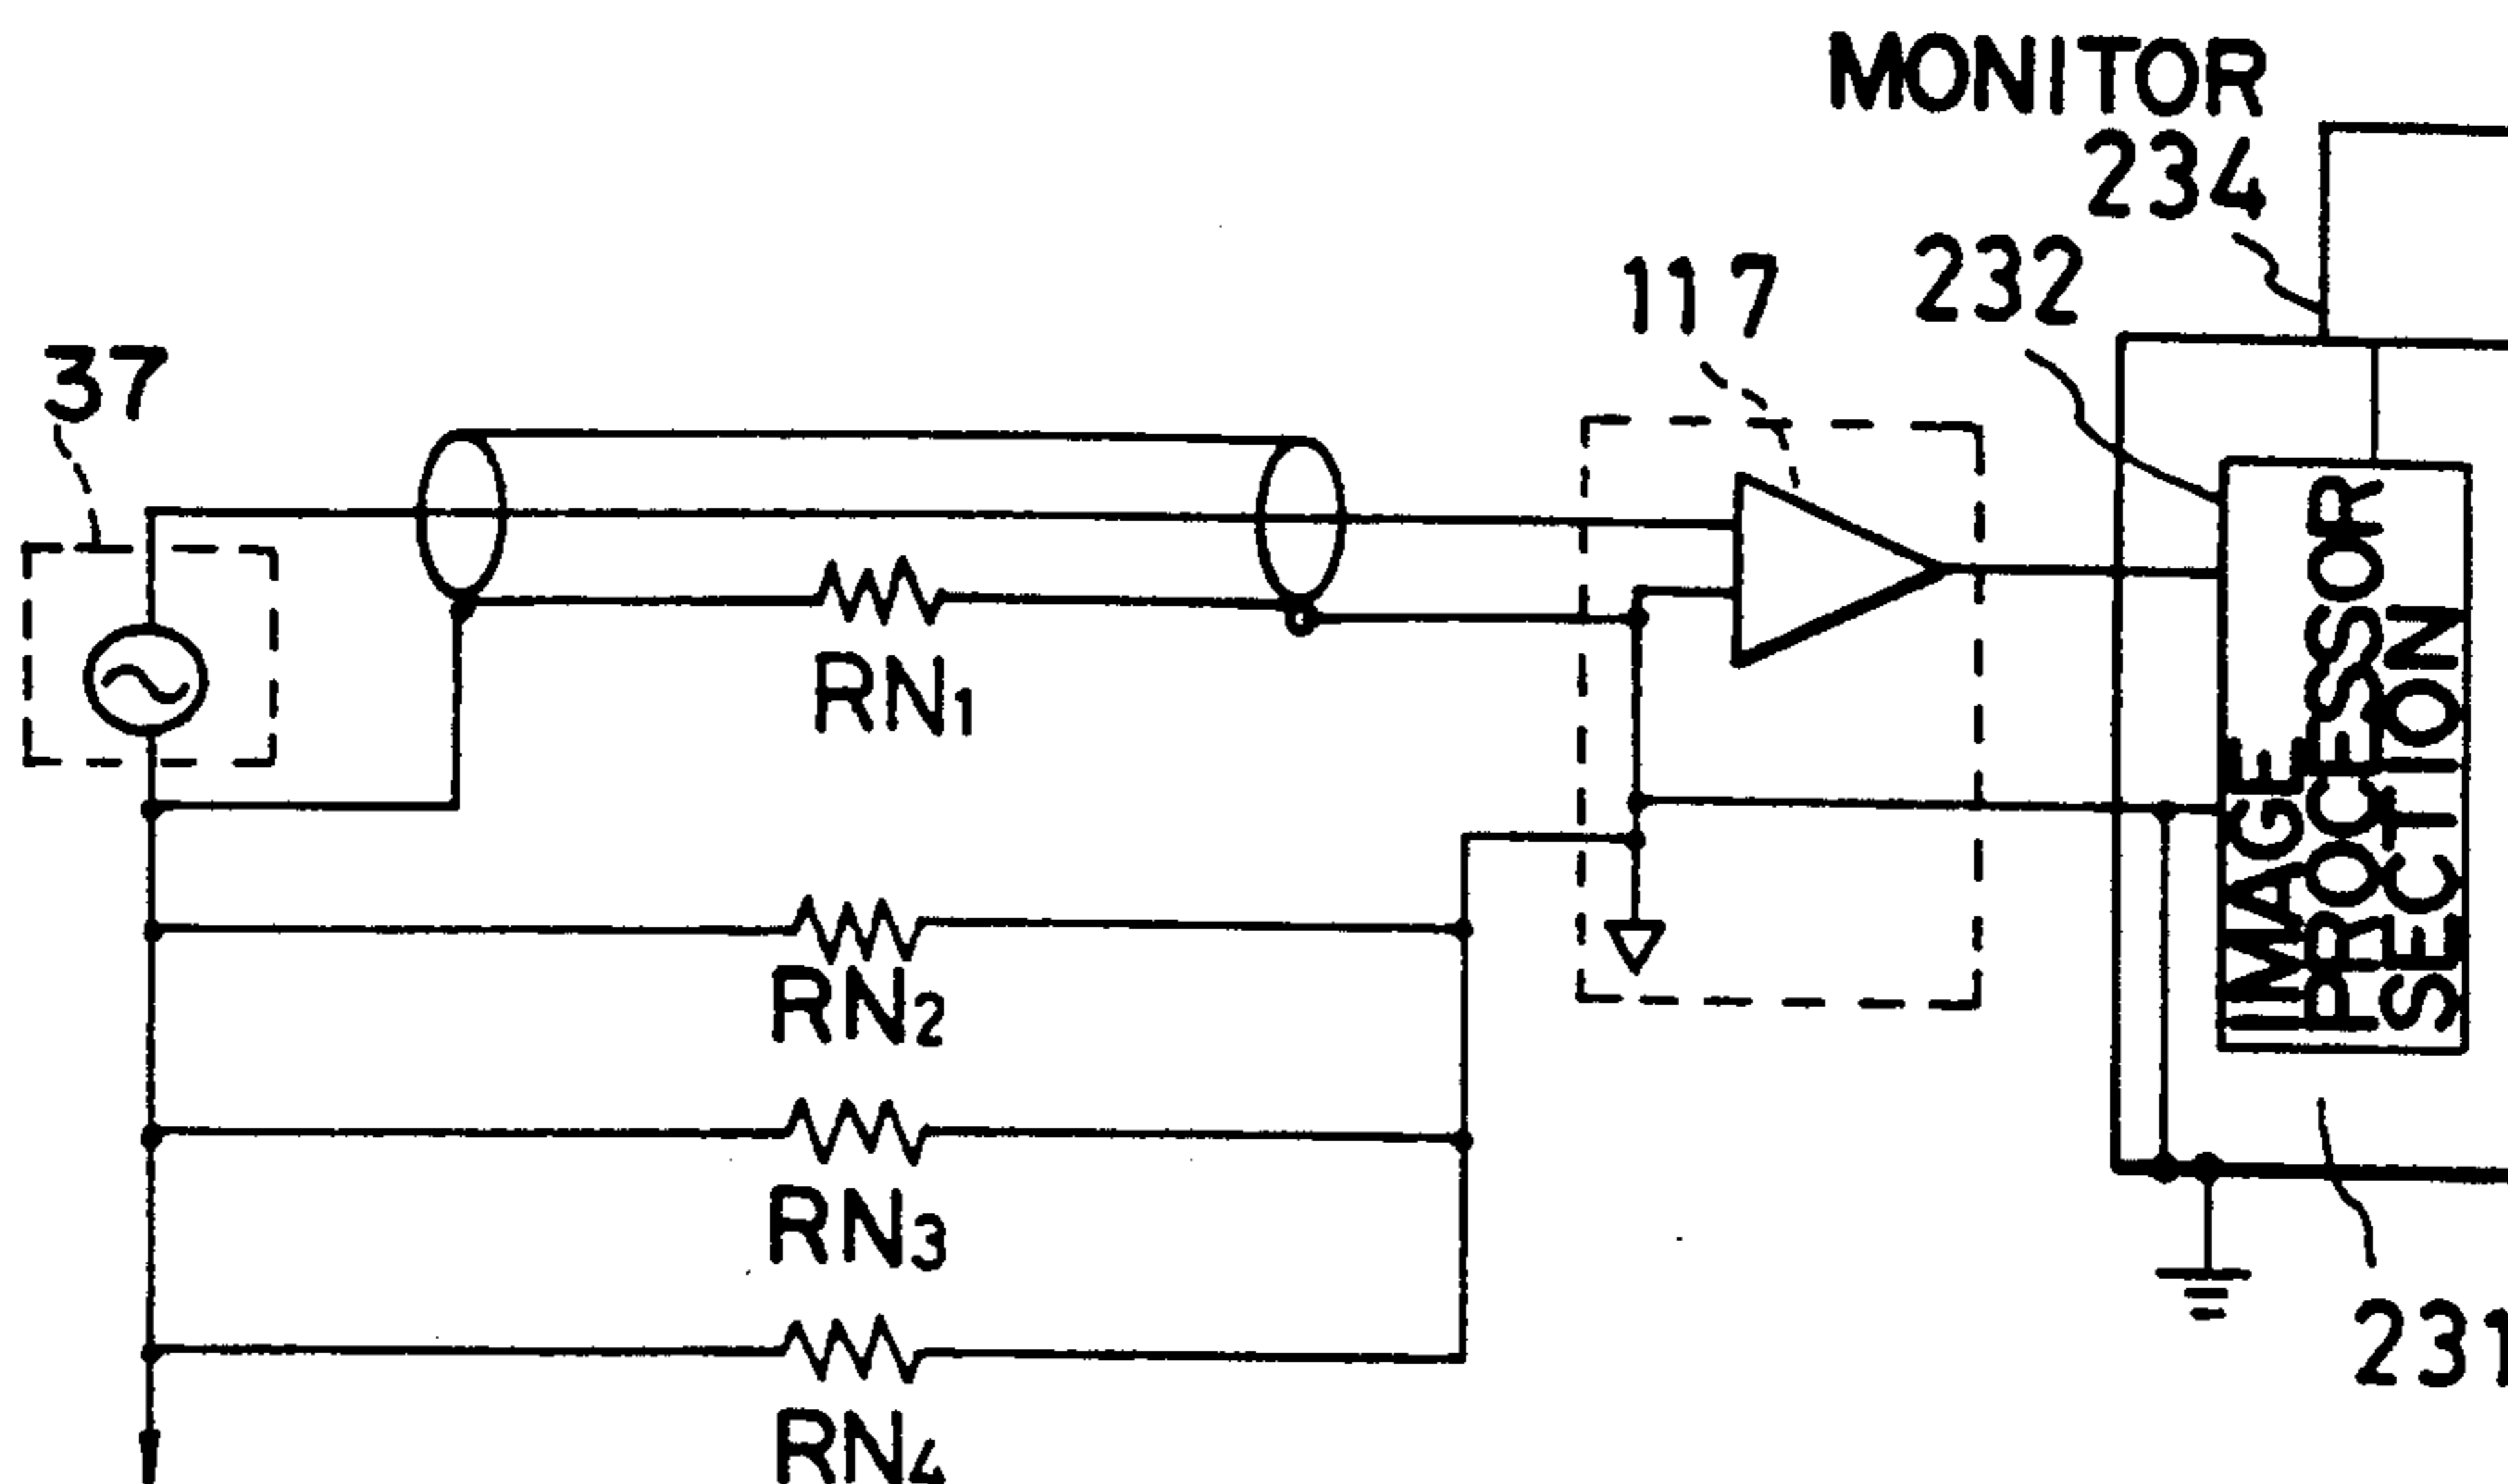 MONITOR
234
232
117
37
RN1
IMAGE
PROCESSOR
SECTION
RN2
RN3
RN4
231